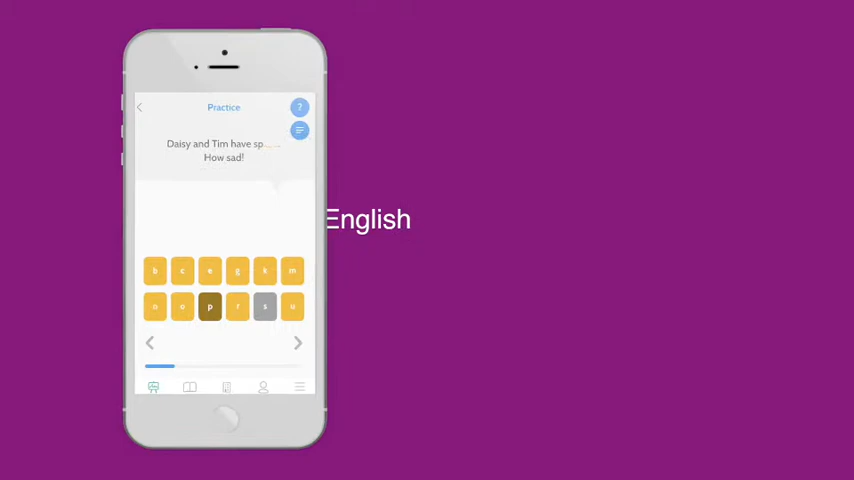 Practice
?
Daisy and Tim have sp
How sad!
English
b c e g k m
n o p r s u